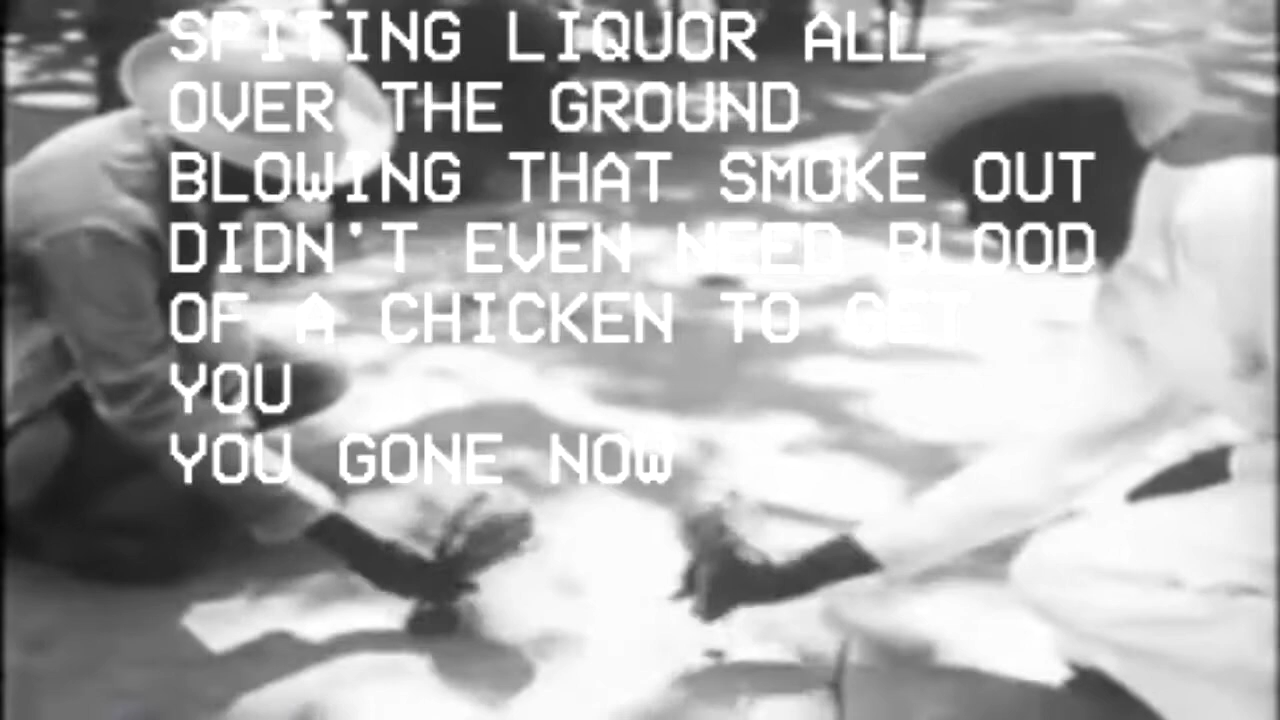 SPITING LIQUOR ALL
OVER THE GROUND
BLOWING THAT SMOKE OUT
DIDN'T EVEN NEED BLOOD
OF A CHICKEN TO GET
YOU
YOU GONE NOW